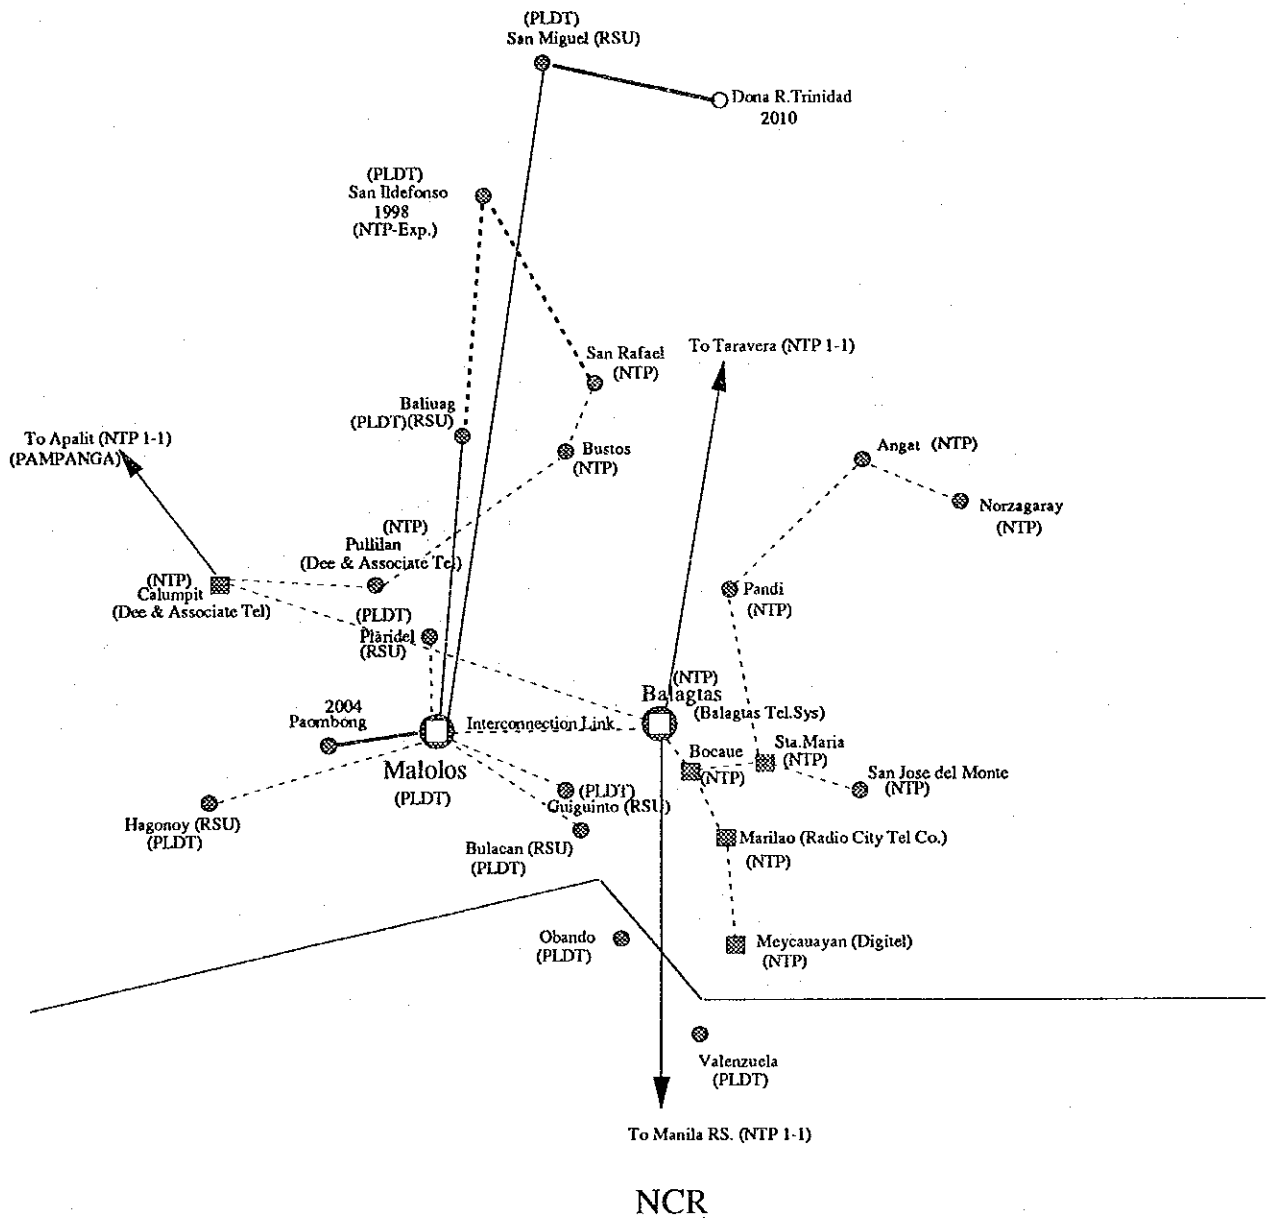 (PLDT)
San Miguel (RSU)
Dona R.Trinidad
2010
(PLDT)
San Ildefonso
1998
(NTP-Exp.)
San Rafael
(NTP)
To Taravera (NTP 1-1)
Baliuag
(PLDT)(RSU)
To Apalit (NTP 1-1)
(PAMPANGA)
Bustos
(NTP)
Angat (NTP)
Norzagaray
(NTP)
(NTP)
Pullilan
(Dee & Associate Tel)
(NTP)
Calumpit
(Dee & Associate Tel)
Pandi
(NTP)
(PLDT)
Plaridel
(RSU)
(NTP)
Balagtas
(Balagtas Tel.Sys)
2004
Paombong
Interconnection Link
Malolos
(PLDT)
Bocaue
(NTP)
Sta.Maria
(NTP)
San Jose del Monte
(NTP)
(PLDT)
Guiguinto (RSU)
Hagonoy (RSU)
(PLDT)
Bulacan (RSU)
(PLDT)
Marilao (Radio City Tel Co.)
(NTP)
Obando
(PLDT)
Meycauayan (Digitel)
(NTP)
Valenzuela
(PLDT)
To Manila RS. (NTP 1-1)
NCR